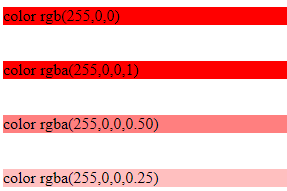 color rgb(255,0,0)
color rgba(255,0,0,1)
color rgba(255,0,0,0.50)
color rgba(255,0,0,0.25)